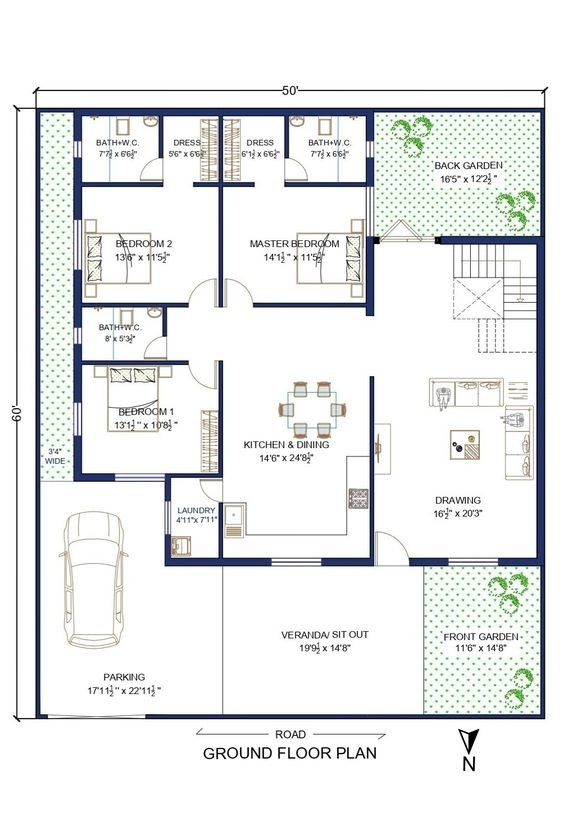 50'
60'
BATH+W.C.
7'7½ x 6'6½"
DRESS
5'6" x 6'6½"
DRESS
6'1½ x 6'6½"
BATH+W.C.
7'7½ x 6'6½"
BACK GARDEN
16'5" x 12'2½ "
BEDROOM 2
13'6" x 11'5½"
MASTER BEDROOM
14'1½ " x 11'5½"
BATH+W.C.
8' x 5'3½"
BEDROOM 1
13'1½ " x 10'8½ "
3'4"
WIDE
KITCHEN & DINING
14'6" x 24'8½"
LAUNDRY
4'11"x 7'11"
DRAWING
16'½" x 20'3"
VERANDA/ SIT OUT
19'9½ x 14'8"
FRONT GARDEN
11'6" x 14'8"
PARKING
17'11½ " x 22'11½ "
ROAD
GROUND FLOOR PLAN
N